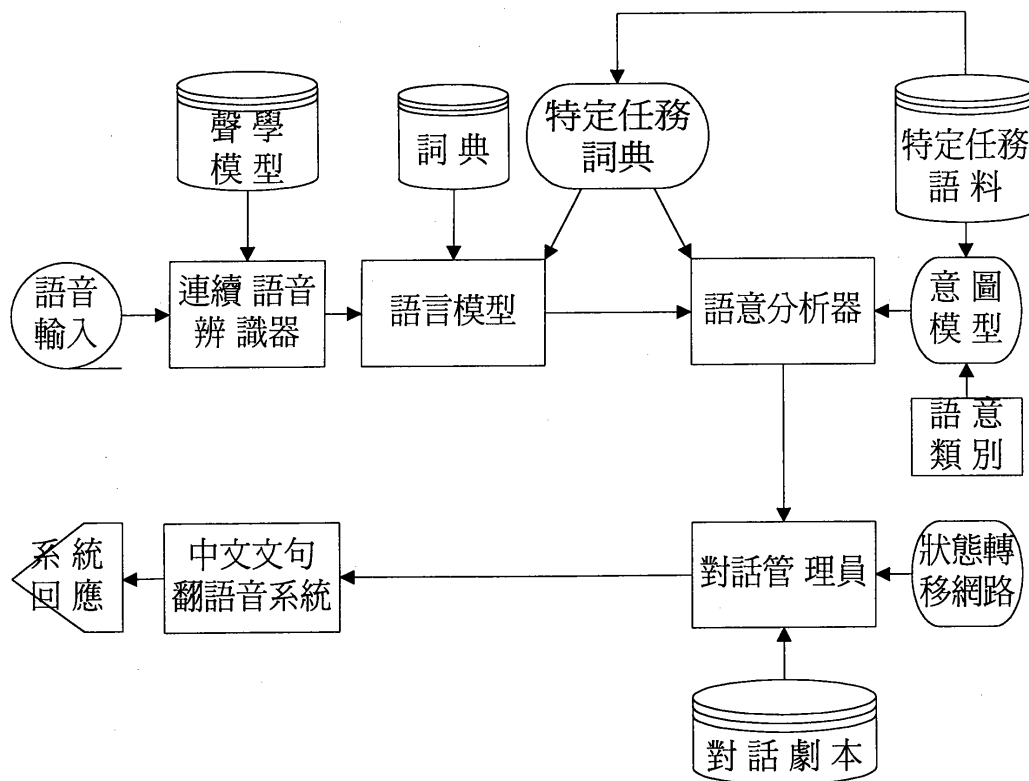 聲 學
模 型
詞 典
特定任務
詞典
特定任務
語 料
語音
輸入
連續 語音
辨 識器
語言模型
語意分析器
意 圖
模 型
語 意
類 別
系 統
回 應
中文文句
翻語音系統
對話管 理員
狀態轉
移網路
對 話 劇 本